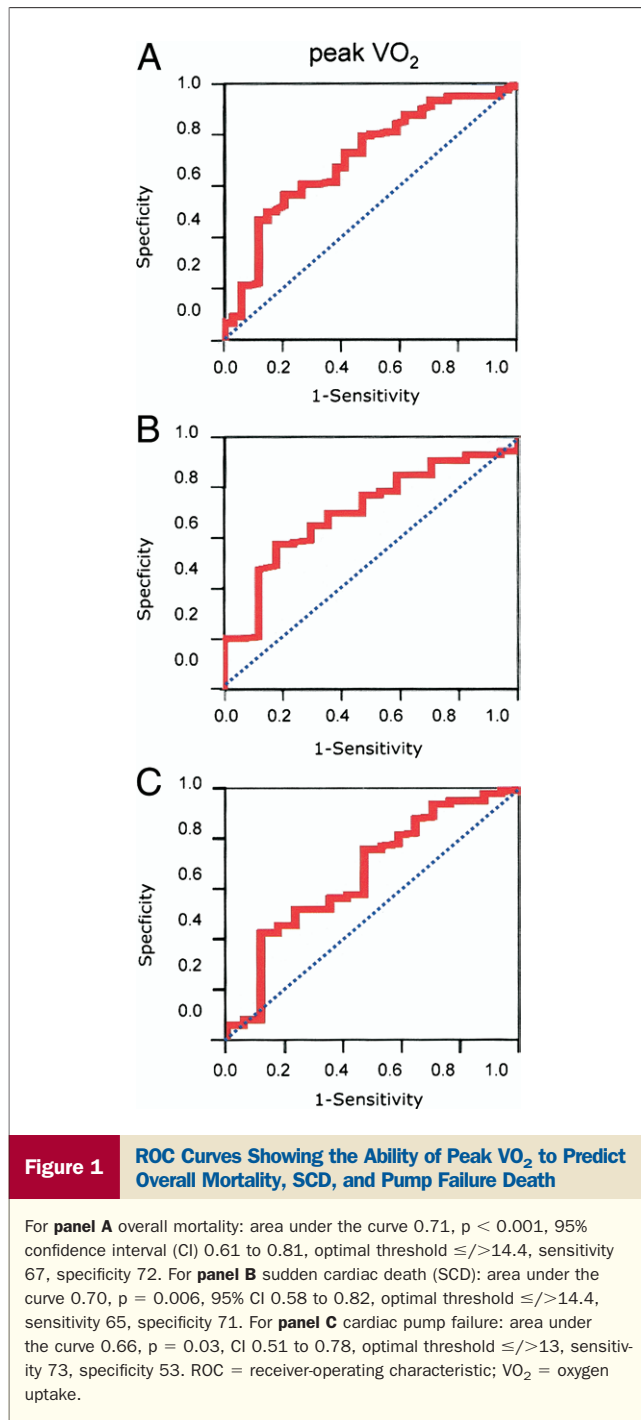 A
peak VO₂
1.0
0.8
0.6
0.4
0.2
0.0
Specficity
0.0 0.2 0.4 0.6 0.8 1.0
1-Sensitivity
B
1.0
0.8
0.6
0.4
0.2
0.0
Specficity
0.0 0.2 0.4 0.6 0.8 1.0
1-Sensitivity
C
1.0
0.8
0.6
0.4
0.2
0.0
Specficity
0.0 0.2 0.4 0.6 0.8 1.0
1-Sensitivity
Figure 1
ROC Curves Showing the Ability of Peak VO₂ to Predict
Overall Mortality, SCD, and Pump Failure Death
For panel A overall mortality: area under the curve 0.71, p < 0.001, 95%
confidence interval (CI) 0.61 to 0.81, optimal threshold ≤/>14.4, sensitivity
67, specificity 72. For panel B sudden cardiac death (SCD): area under the
curve 0.70, p = 0.006, 95% CI 0.58 to 0.82, optimal threshold ≤/>14.4,
sensitivity 65, specificity 71. For panel C cardiac pump failure: area under
the curve 0.66, p = 0.03, CI 0.51 to 0.78, optimal threshold ≤/>13, sensitiv-
ity 73, specificity 53. ROC = receiver-operating characteristic; VO₂ = oxygen
uptake.